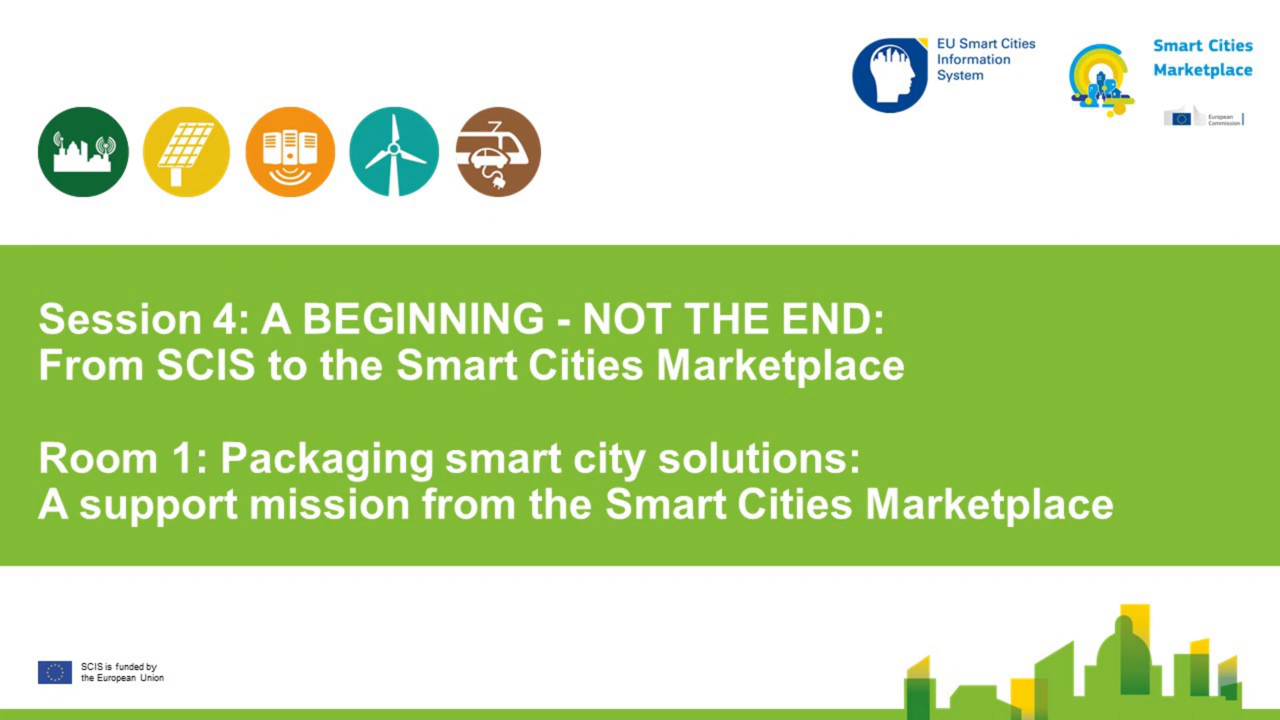 EU Smart Cities
Information
System
Smart Cities
Marketplace
European
Commission
Session 4: A BEGINNING - NOT THE END:
From SCIS to the Smart Cities Marketplace
Room 1: Packaging smart city solutions:
A support mission from the Smart Cities Marketplace
SCIS is funded by
the European Union